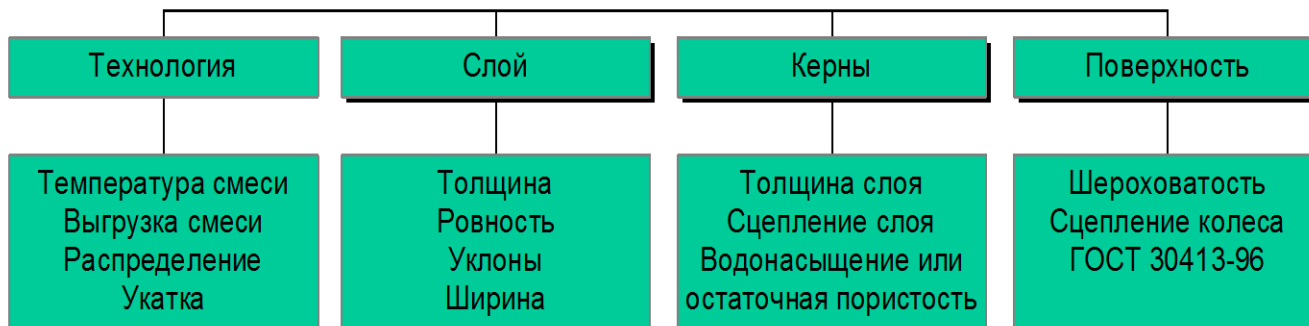 Технология
Слой
Керны
Поверхность
Температура смеси
Выгрузка смеси
Распределение
Укатка
Толщина
Ровность
Уклоны
Ширина
Толщина слоя
Сцепление слоя
Водонасыщение или
остаточная пористость
Шероховатость
Сцепление колеса
ГОСТ 30413-96